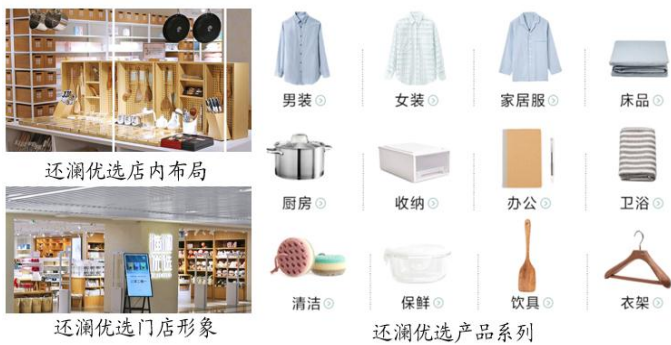 男装
女装
家居服
床品
还澜优选店内布局
厨房
收纳
办公
卫浴
清洁
保鲜
饮具
衣架
还澜优选门店形象
还澜优选产品系列